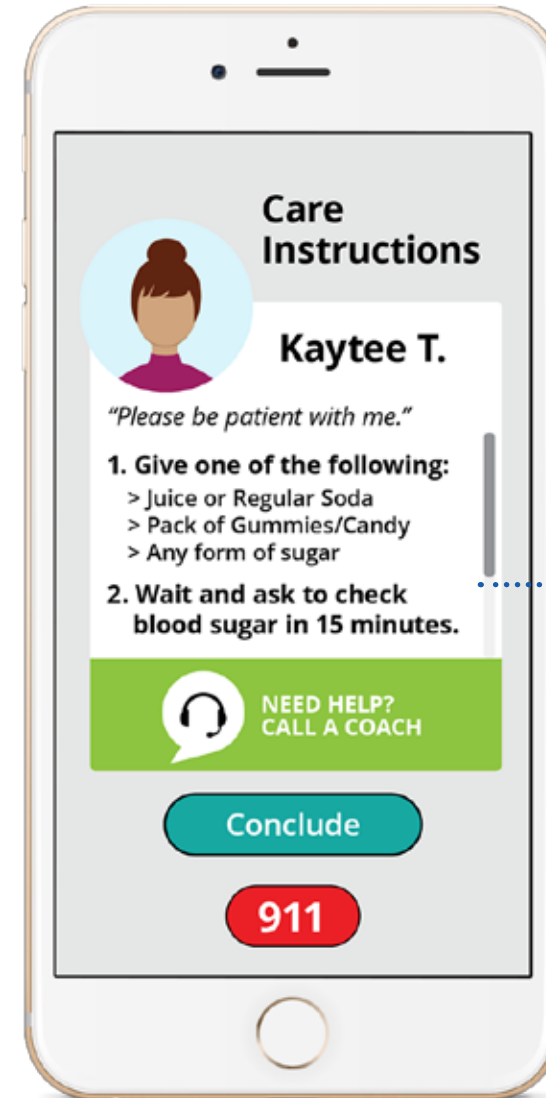 Care
Instructions
Kaytee T.
“Please be patient with me.”
1. Give one of the following:
> Juice or Regular Soda
> Pack of Gummies/Candy
> Any form of sugar
2. Wait and ask to check
blood sugar in 15 minutes.
NEED HELP?
CALL A COACH
Conclude
911